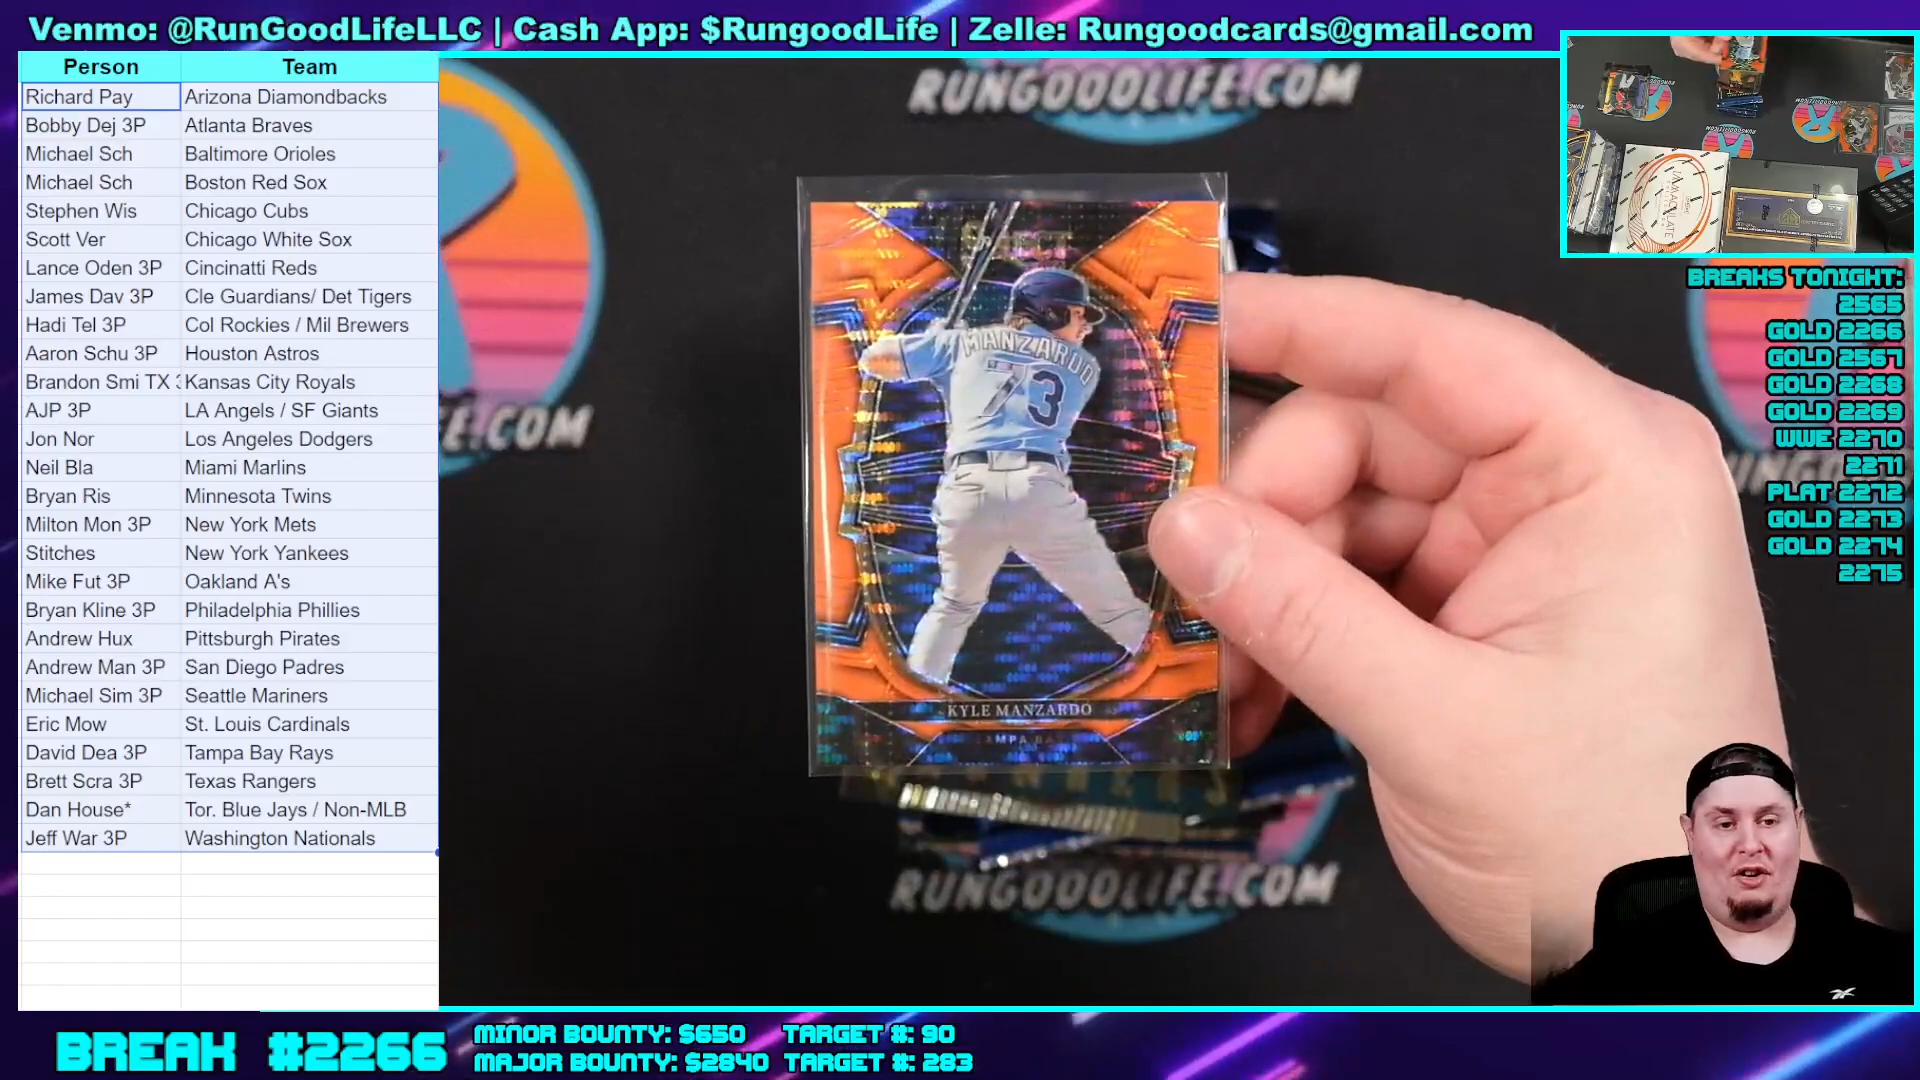 Venmo: @RunGoodLifeLLC | Cash App: $RungoodLife | Zelle: Rungoodcards@gmail.com
Person Team
Richard Pay Arizona Diamondbacks
Bobby Dej 3P Atlanta Braves
Michael Sch Baltimore Orioles
Michael Sch Boston Red Sox
Stephen Wis Chicago Cubs
Scott Ver Chicago White Sox
Lance Oden 3P Cincinatti Reds
James Dav 3P Cle Guardians/ Det Tigers
Hadi Tel 3P Col Rockies / Mil Brewers
Aaron Schu 3P Houston Astros
Brandon Smi TX Kansas City Royals
AJP 3P LA Angels / SF Giants
Jon Nor Los Angeles Dodgers
Neil Bla Miami Marlins
Bryan Ris Minnesota Twins
Milton Mon 3P New York Mets
Stitches New York Yankees
Mike Fut 3P Oakland A's
Bryan Kline 3P Philadelphia Phillies
Andrew Hux Pittsburgh Pirates
Andrew Man 3P San Diego Padres
Michael Sim 3P Seattle Mariners
Eric Mow St. Louis Cardinals
David Dea 3P Tampa Bay Rays
Brett Scra 3P Texas Rangers
Dan House* Tor. Blue Jays / Non-MLB
Jeff War 3P Washington Nationals
RUNGOODLIFE.COM
E.COM
MANZARDO
73
KYLE MANZARDO
RUNGOODLIFE.COM
IMMACULATE
BREAKS TONIGHT:
2565
GOLD 2266
GOLD 2567
GOLD 2268
GOLD 2269
WWE 2270
2271
PLAT 2272
GOLD 2273
GOLD 2274
2275
BREAK #2266
MINOR BOUNTY: $650 TARGET #: 90
MAJOR BOUNTY: $2840 TARGET #: 283